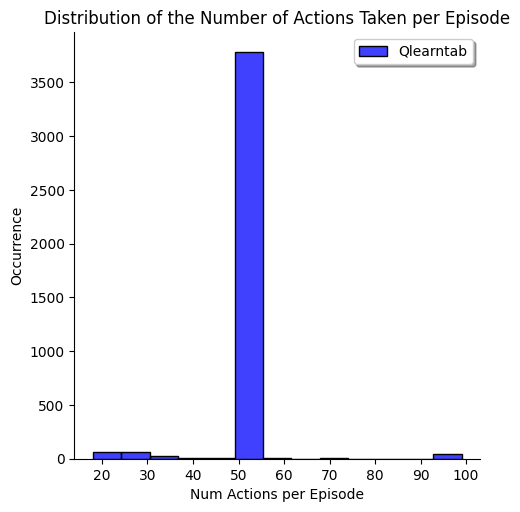 Distribution of the Number of Actions Taken per Episode
Qlearntab
3500
3000
2500
2000
1500
1000
500
0
Occurrence
20 30 40 50 60 70 80 90 100
Num Actions per Episode